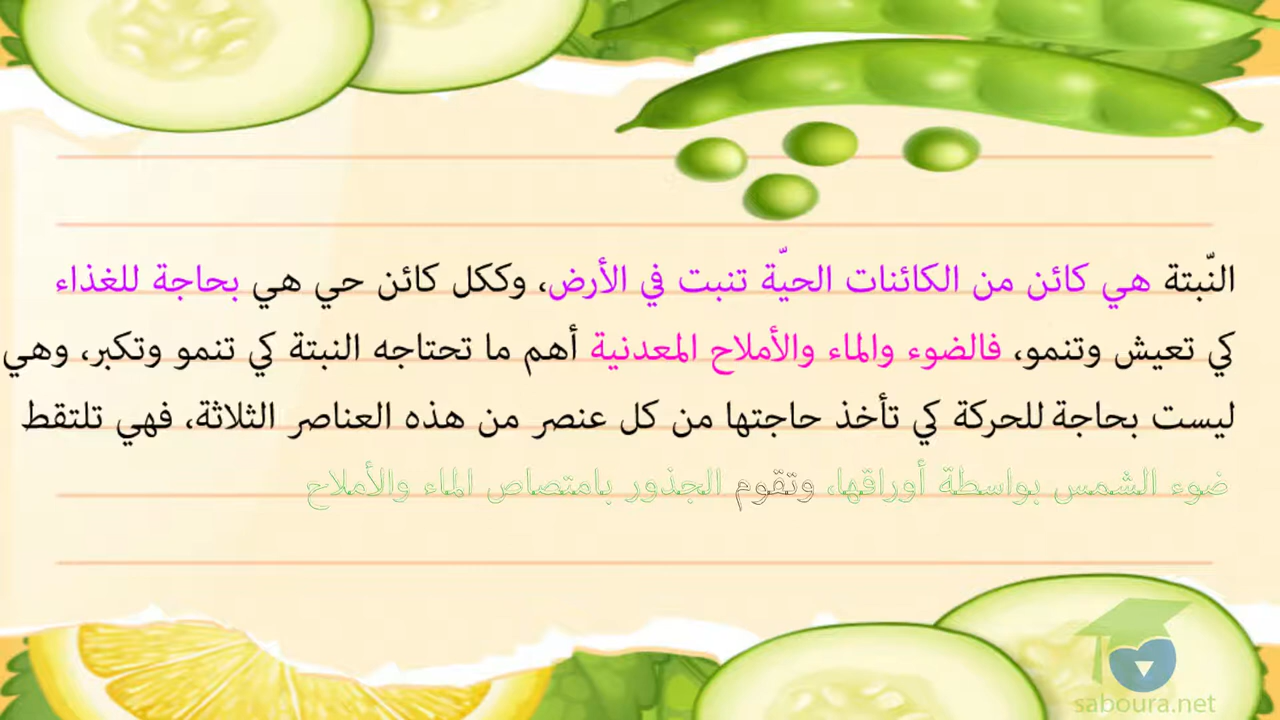 النّبتة هي كائن من الكائنات الحيّة تنبت في الأرض، وككل كائن حي هي بحاجة للغذاء
كي تعيش وتنمو، فالضوء والماء والأملاح المعدنية أهم ما تحتاجه النبتة كي تنمو وتكبر، وهي
ليست بحاجة للحركة كي تأخذ حاجتها من كل عنصر من هذه العناصر الثلاثة، فهي تلتقط
ضوء الشمس بواسطة أوراقها، وتقوم الجذور بامتصاص الماء والأملاح
saboura.net